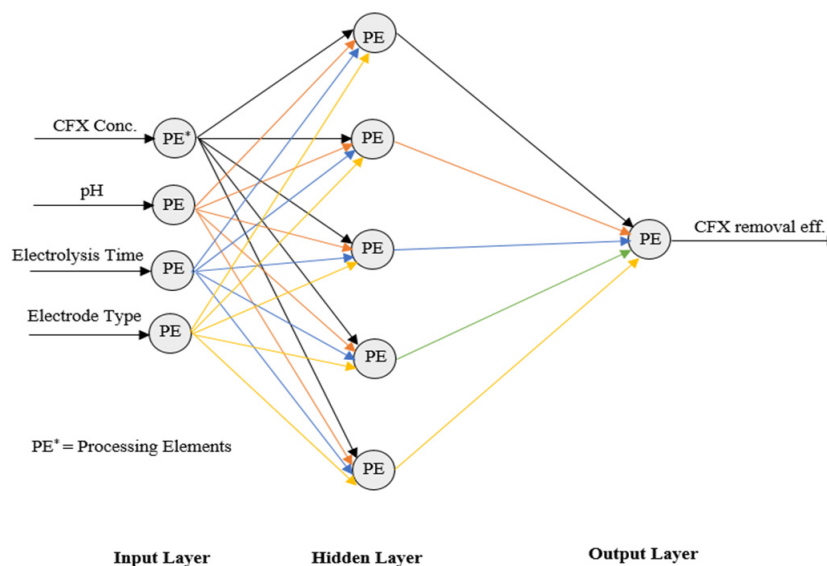 PE
CFX Conc.
PE*
PE
pH
PE
CFX removal eff.
PE
Electrolysis Time
PE
PE
Electrode Type
PE
PE
PE* = Processing Elements
PE
Input Layer
Hidden Layer
Output Layer